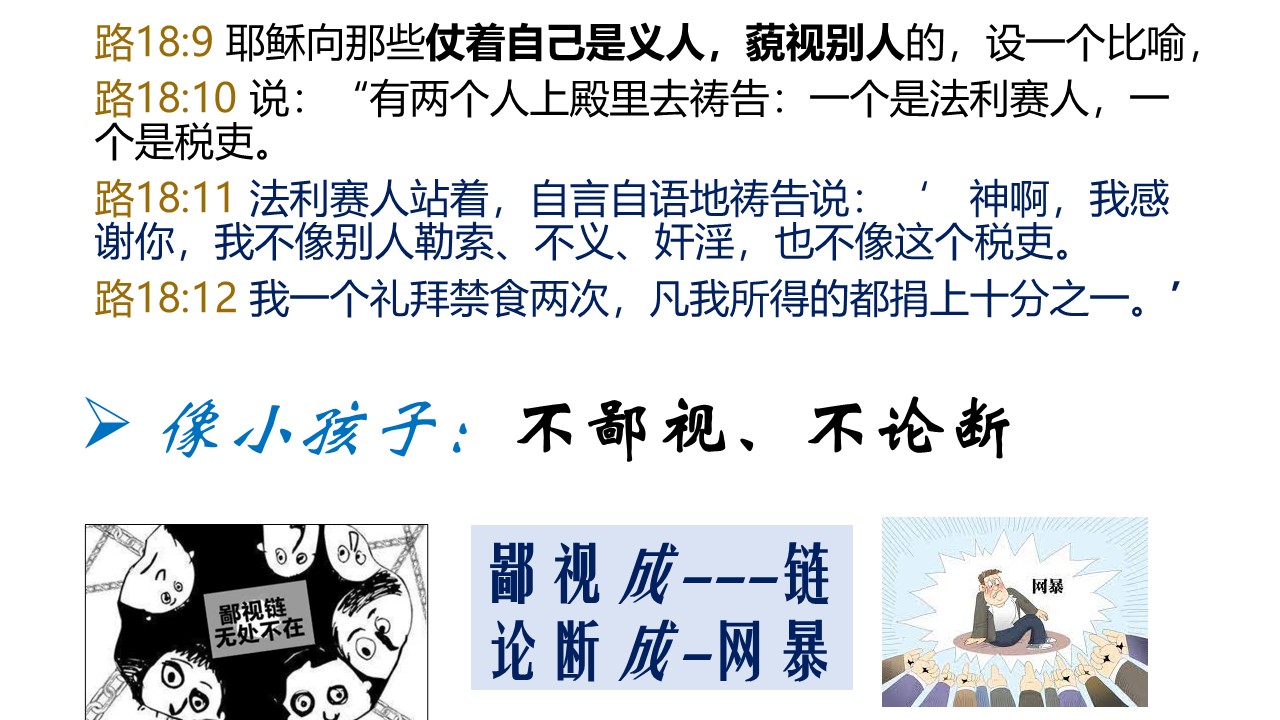 路18:9 耶稣向那些仗着自己是义人，藐视别人的，设一个比喻，
路18:10 说：“有两个人上殿里去祷告：一个是法利赛人，一
个是税吏。
路18:11 法利赛人站着，自言自语地祷告说：‘ 神啊，我感
谢你，我不像别人勒索、不义、奸淫，也不像这个税吏。
路18:12 我一个礼拜禁食两次，凡我所得的都捐上十分之一。’
像小孩子：不鄙视、不论断
鄙视链
无处不在
鄙视成---链
论断成-网暴
网暴